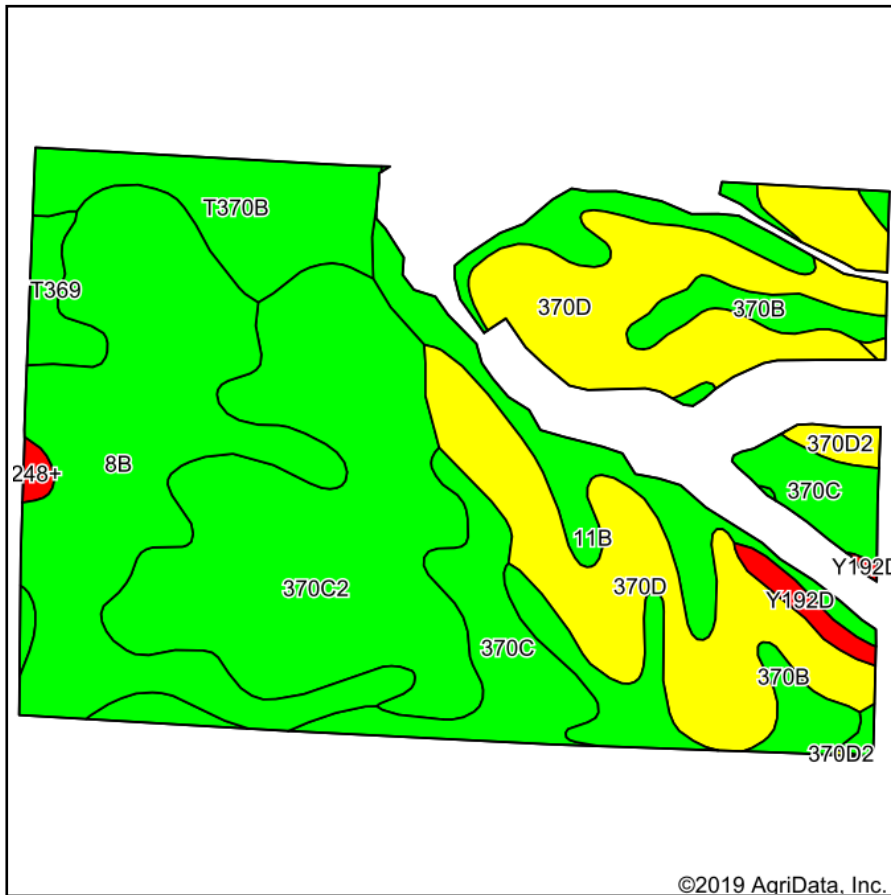 T370B
T369
370D
370B
370D2
248+
8B
370C
11B
Y192D
370C2
370D
Y192D
370C
370B
370D2
©2019 AgriData, Inc.